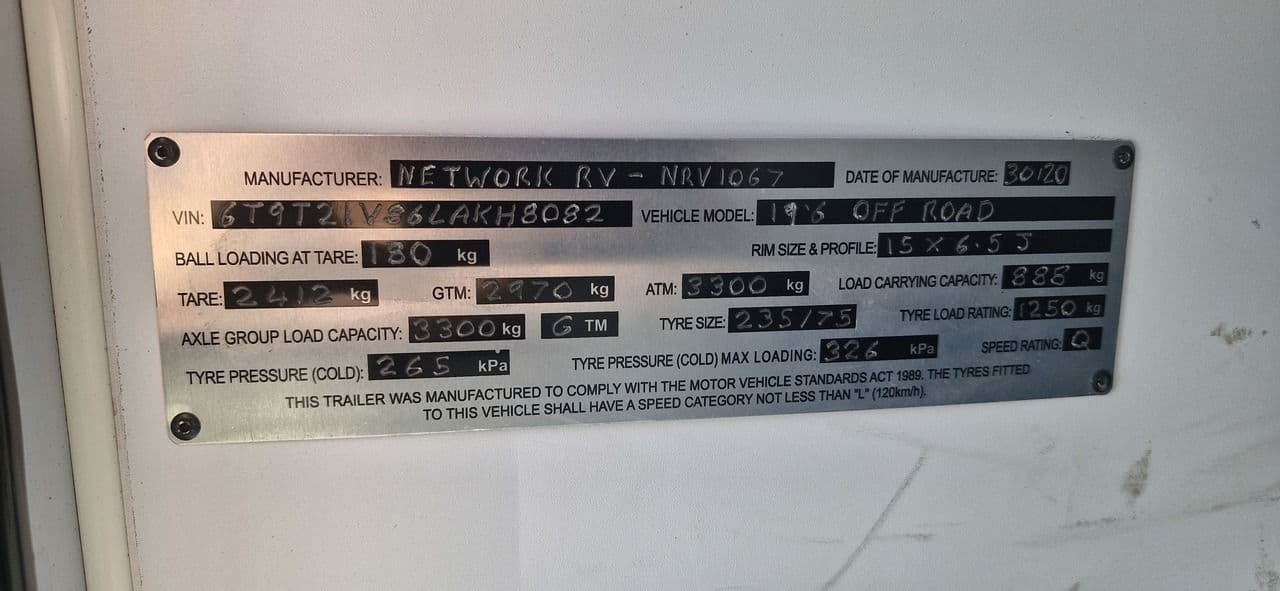 MANUFACTURER: NETWORK RV - NRV1067 DATE OF MANUFACTURE: 30120
VIN: 6T9T21V86LAKH8082 VEHICLE MODEL: 19'6 OFF ROAD
BALL LOADING AT TARE: 180 kg RIM SIZE & PROFILE: 15 X 6.5 J
TARE: 2412 kg GTM: 2970 kg ATM: 3300 kg LOAD CARRYING CAPACITY: 888 kg
AXLE GROUP LOAD CAPACITY: 3300 kg G TM TYRE SIZE: 235/75 TYRE LOAD RATING: 1250 kg
TYRE PRESSURE (COLD): 265 kPa TYRE PRESSURE (COLD) MAX LOADING: 326 kPa SPEED RATING: Q
THIS TRAILER WAS MANUFACTURED TO COMPLY WITH THE MOTOR VEHICLE STANDARDS ACT 1989. THE TYRES FITTED
TO THIS VEHICLE SHALL HAVE A SPEED CATEGORY NOT LESS THAN "L" (120km/h).